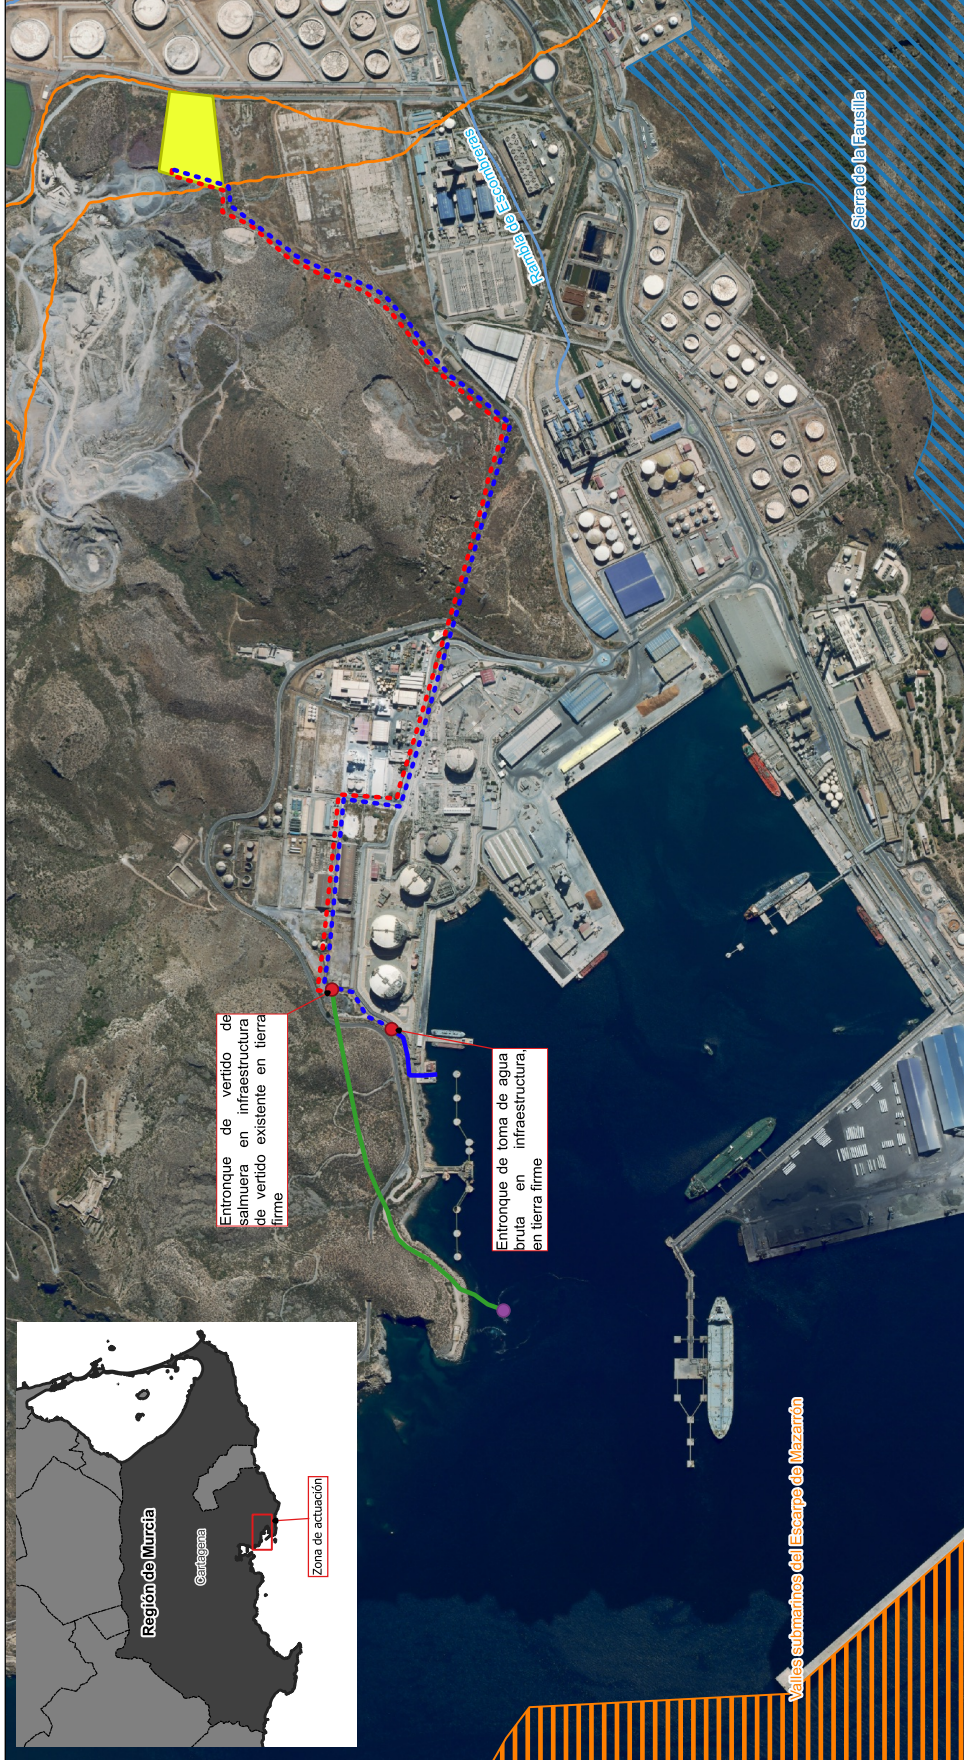 Entronque de vertido de
salmuera en infraestructura
de vertido existente en tierra
firme
Entronque de toma de agua
bruta en infraestructura,
en tierra firme
Rambla de Escombreras
Sierra de la Fausilla
Valles submarinos del Escarpe de Mazarrón
Región de Murcia
Cartagena
Zona de actuación